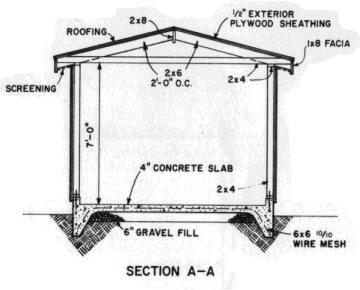 2x8
1/2" EXTERIOR
PLYWOOD SHEATHING
ROOFING
1x8 FACIA
2x6
2'-0" O.C.
2x4
SCREENING
7'-0"
4" CONCRETE SLAB
2x4
6" GRAVEL FILL
6x6 10/10
WIRE MESH
SECTION A-A